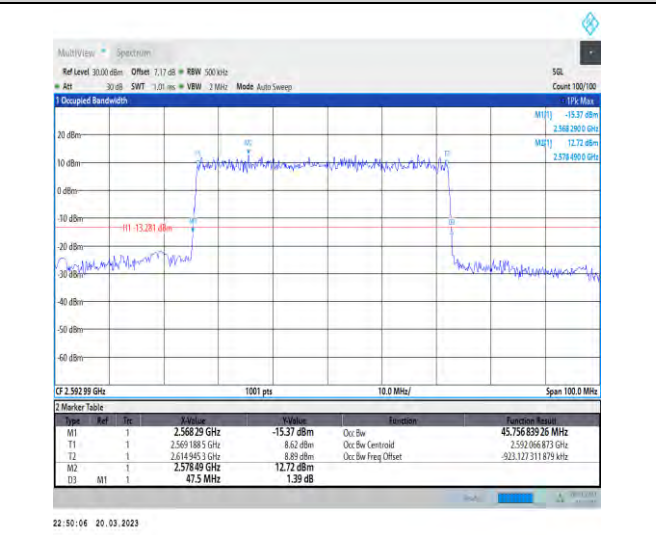 MultiView Spectrum
Ref Level 30.00 dBm Offset 7.17 dB RBW 500 kHz SGL
Att 30 dB SWT 1.01 ms VBW 2 MHz Mode Auto Sweep Count 100/100
1 Occupied Bandwidth 1Pk Max
M1[1] -15.37 dBm
2.568 2900 GHz
20 dBm M2[1] 12.72 dBm
2.578 4900 GHz
T1 M2 T2
10 dBm
0 dBm
-10 dBm
M1 D3
H1 -13.281 dBm
-20 dBm
-30 dBm
-40 dBm
-50 dBm
-60 dBm
CF 2.592 99 GHz 1001 pts 10.0 MHz/ Span 100.0 MHz
2 Marker Table
Type Ref Trc X-Value Y-Value Function Function Result
M1 1 2.568 29 GHz -15.37 dBm Occ Bw 45.756 839 26 MHz
T1 1 2.569 188 5 GHz 8.62 dBm Occ Bw Centroid 2.592 066 873 GHz
T2 1 2.614 945 3 GHz 8.89 dBm Occ Bw Freq Offset -923.127 311 879 kHz
M2 1 2.578 49 GHz 12.72 dBm
D3 M1 1 47.5 MHz 1.39 dB
22:50:06 20.03.2023